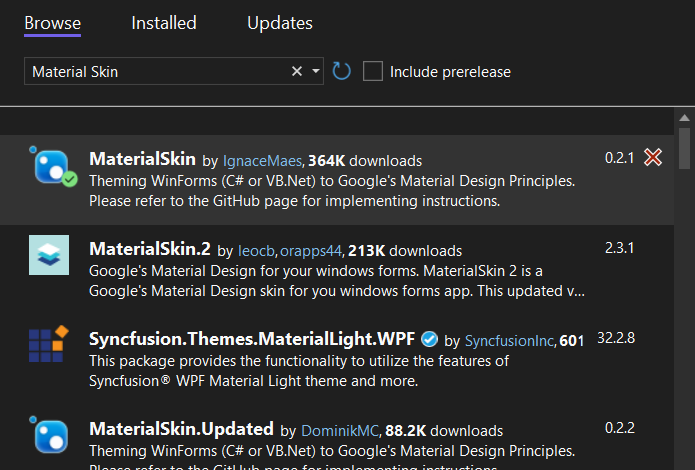 Browse Installed Updates
Material Skin Include prerelease
MaterialSkin by IgnaceMaes, 364K downloads 0.2.1
Theming WinForms (C# or VB.Net) to Google's Material Design Principles.
Please refer to the GitHub page for implementing instructions.
MaterialSkin.2 by leocb, orapps44, 213K downloads 2.3.1
Google's Material Design for your windows forms. MaterialSkin 2 is a
Google's Material Design skin for you windows forms app. This updated v...
Syncfusion.Themes.MaterialLight.WPF by SyncfusionInc, 601 32.2.8
This package provides the functionality to utilize the features of
Syncfusion® WPF Material Light theme and more.
MaterialSkin.Updated by DominikMC, 88.2K downloads 0.2.2
Theming WinForms (C# or VB.Net) to Google's Material Design Principles.
Please refer to the GitHub page for implementing instructions.